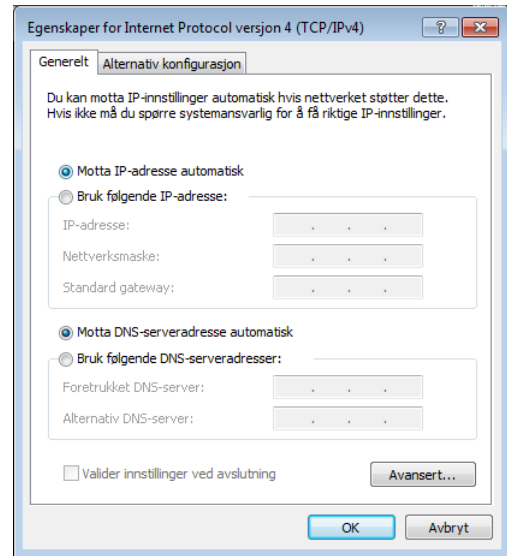 Egenskaper for Internet Protocol versjon 4 (TCP/IPv4)
Generelt
Alternativ konfigurasjon
Du kan motta IP-innstillinger automatisk hvis nettverket støtter dette.
Hvis ikke må du spørre systemansvarlig for å få riktige IP-innstillinger.
Motta IP-adresse automatisk
Bruk følgende IP-adresse:
IP-adresse:
Nettverksmaske:
Standard gateway:
Motta DNS-serveradresse automatisk
Bruk følgende DNS-serveradresser:
Foretrukket DNS-server:
Alternativ DNS-server:
Valider innstillinger ved avslutning
Avansert...
OK
Avbryt